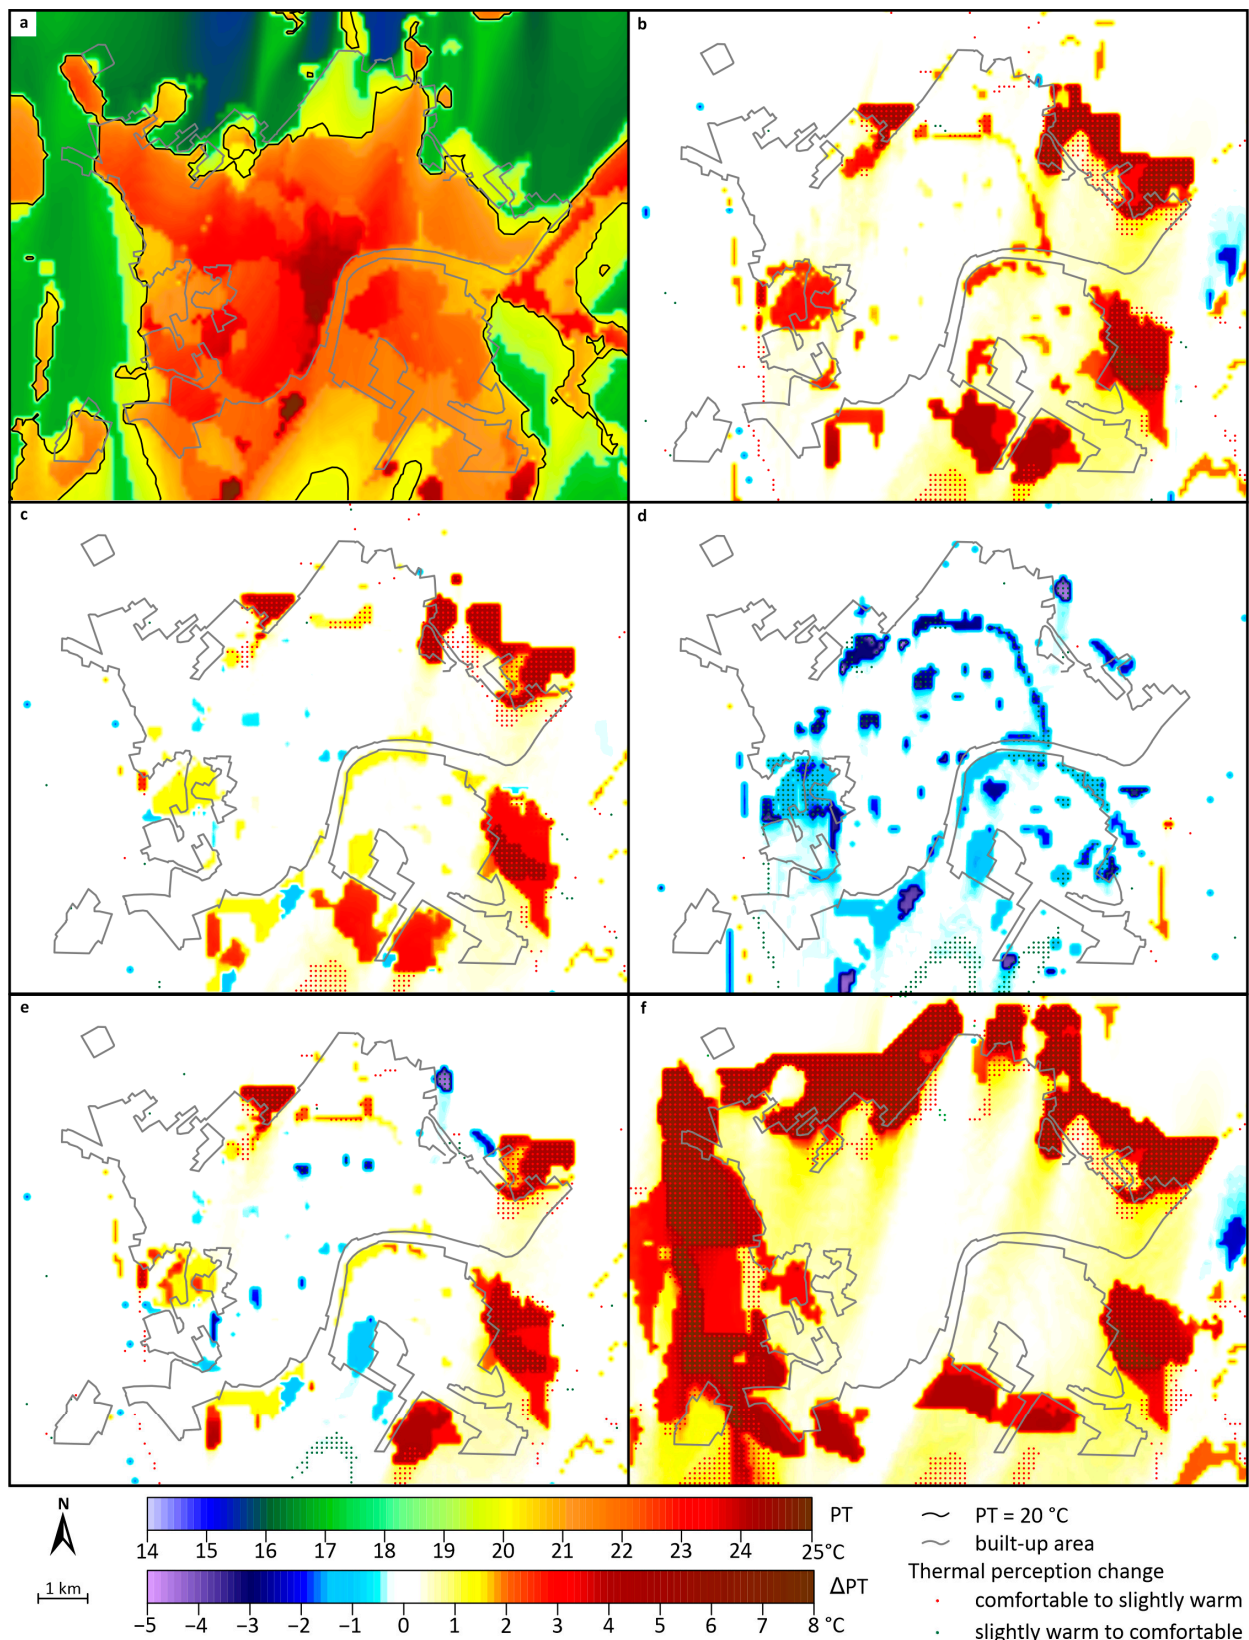 a
b
c
d
e
f
N
1 km
PT
14 15 16 17 18 19 20 21 22 23 24 25°C
ΔPT
−5 −4 −3 −2 −1 0 1 2 3 4 5 6 7 8 °C
PT = 20 °C
built-up area
Thermal perception change
comfortable to slightly warm
slightly warm to comfortable